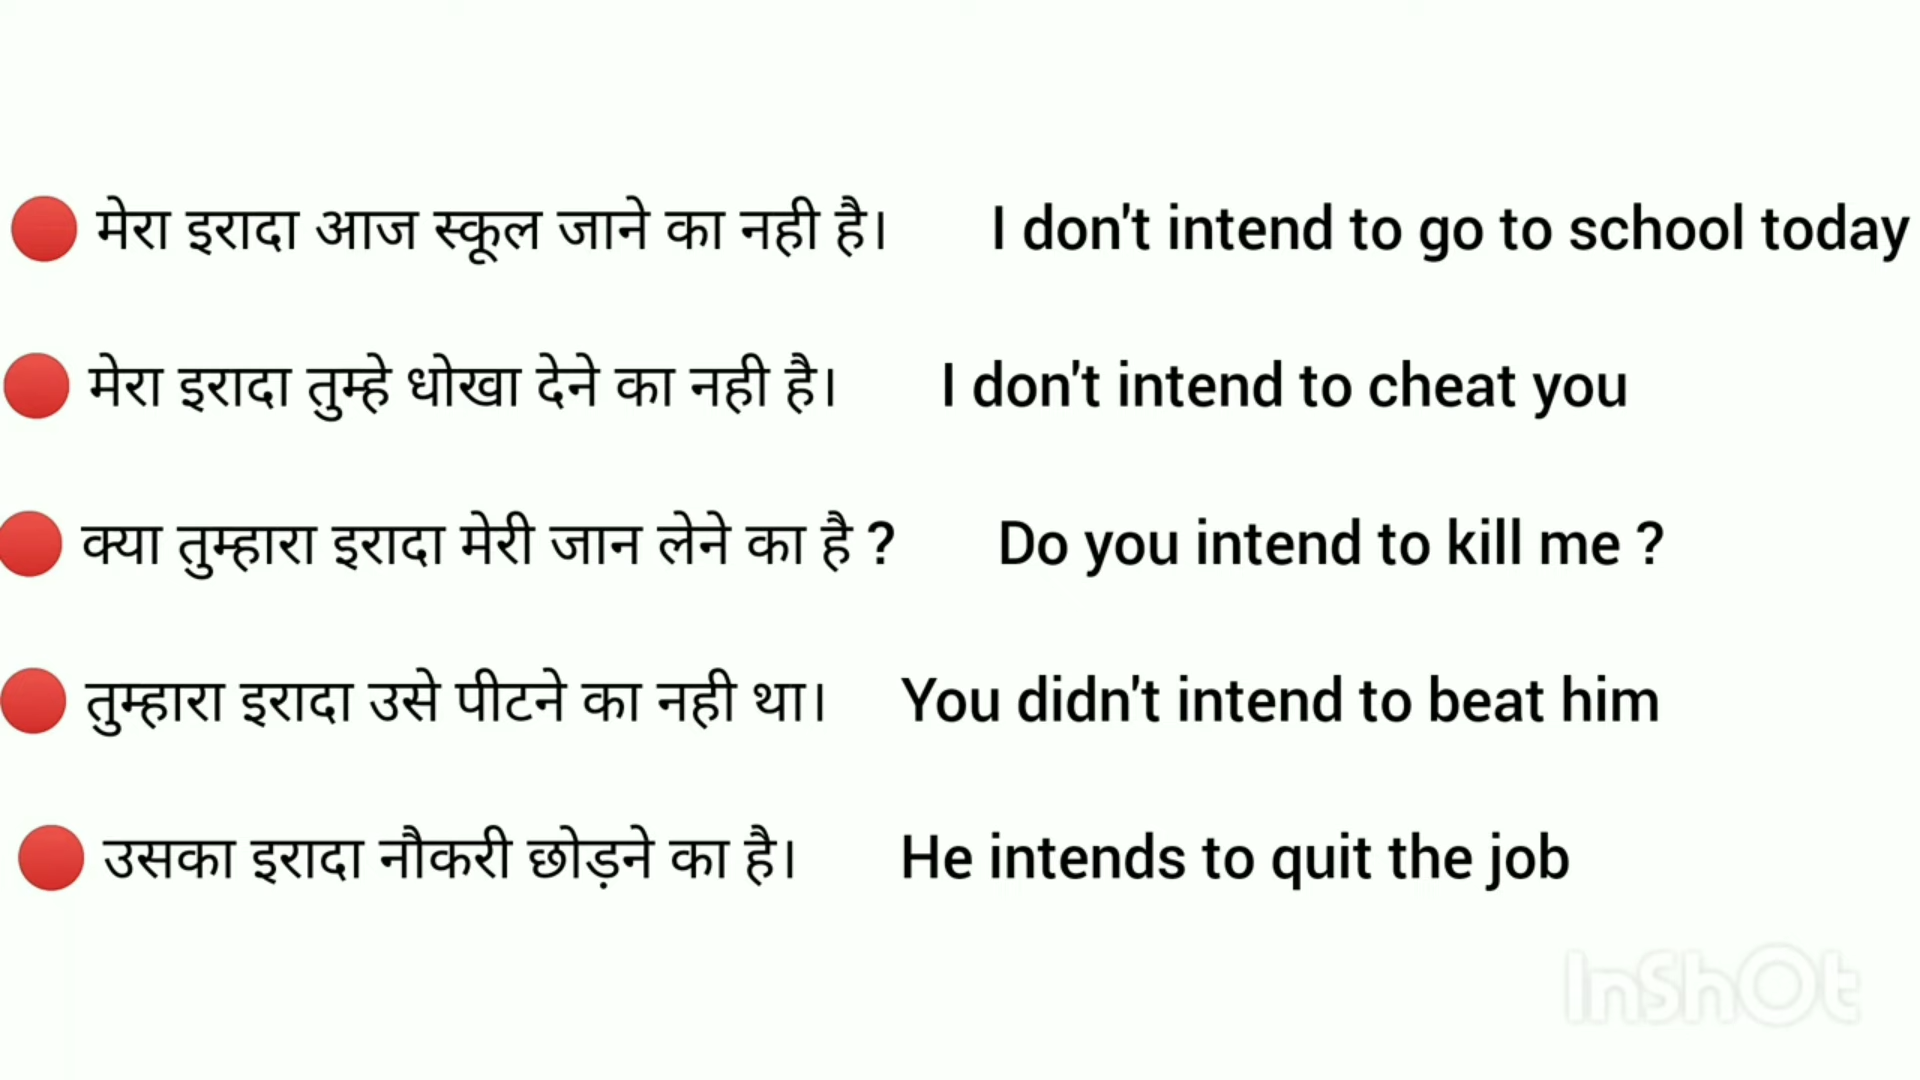 🔴 मेरा इरादा आज स्कूल जाने का नही है। I don't intend to go to school today
🔴 मेरा इरादा तुम्हे धोखा देने का नही है। I don't intend to cheat you
🔴 क्या तुम्हारा इरादा मेरी जान लेने का है ? Do you intend to kill me ?
🔴 तुम्हारा इरादा उसे पीटने का नही था। You didn't intend to beat him
🔴 उसका इरादा नौकरी छोड़ने का है। He intends to quit the job
InShOt